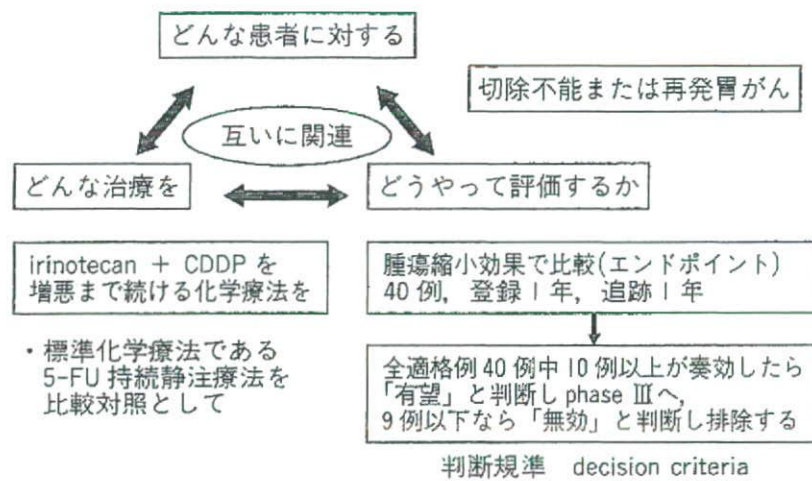 どんな患者に対する
切除不能または再発胃がん
互いに関連
どんな治療を
どうやって評価するか
irinotecan + CDDP を
増悪まで続ける化学療法を
・標準化学療法である
5-FU 持続静注療法を
比較対照として
腫瘍縮小効果で比較(エンドポイント)
40 例, 登録 1 年, 追跡 1 年
全適格例 40 例中 10 例以上が奏効したら
「有望」と判断し phase Ⅲ へ,
9 例以下なら「無効」と判断し排除する
判断規準 decision criteria